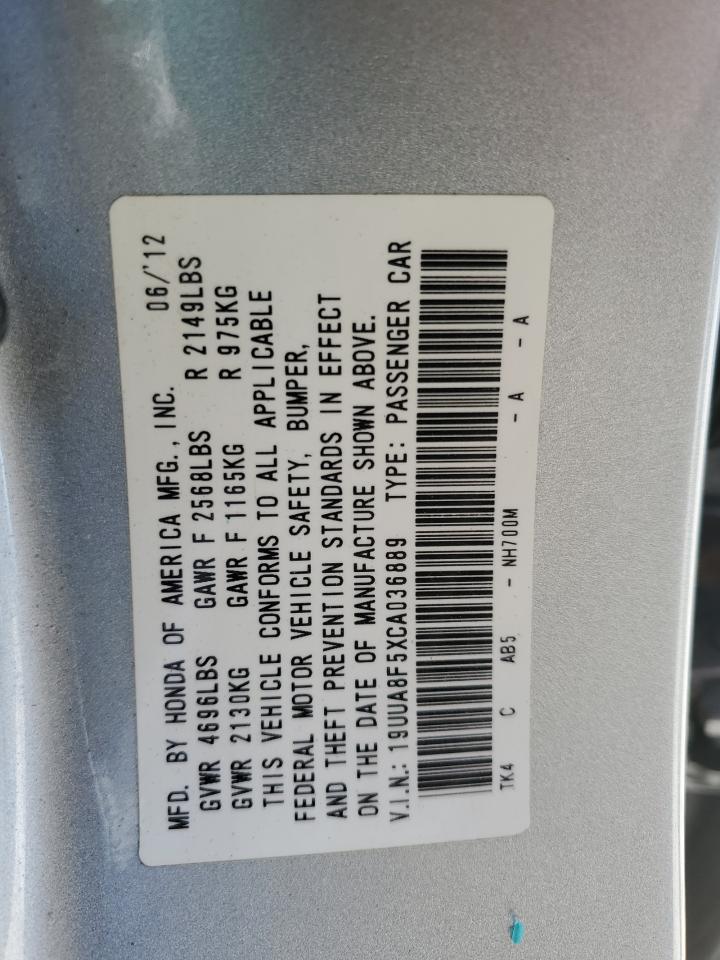 MFD. BY HONDA OF AMERICA MFG., INC. 06/'12
GVWR 4696LBS GAWR F 2568LBS R 2149LBS
GVWR 2130KG GAWR F 1165KG R 975KG
THIS VEHICLE CONFORMS TO ALL APPLICABLE
FEDERAL MOTOR VEHICLE SAFETY, BUMPER,
AND THEFT PREVENTION STANDARDS IN EFFECT
ON THE DATE OF MANUFACTURE SHOWN ABOVE.
V.I.N.: 19UUA8F5XCA036889 TYPE: PASSENGER CAR
TK4 C AB5 - NH700M - A - A